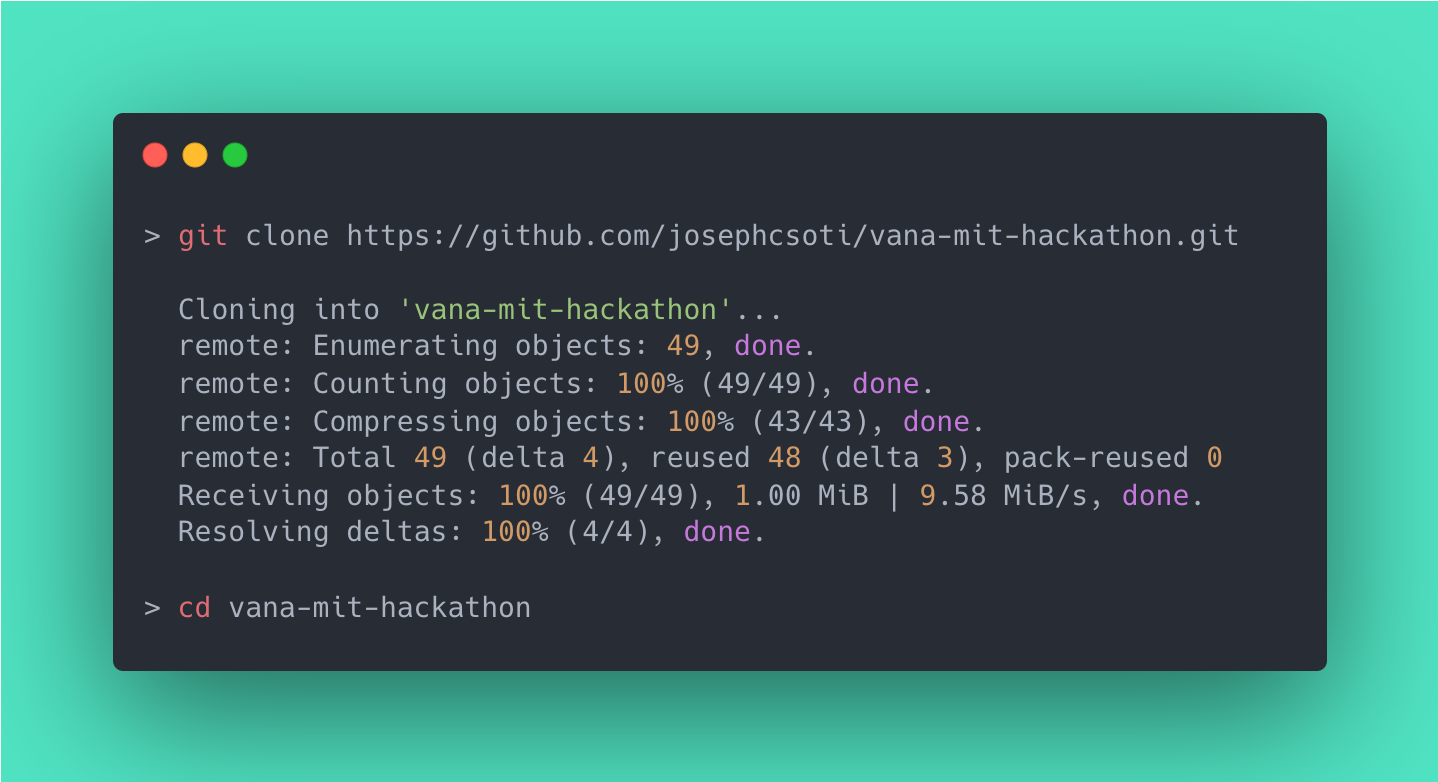 > git clone https://github.com/josephcsoti/vana-mit-hackathon.git
Cloning into 'vana-mit-hackathon'...
remote: Enumerating objects: 49, done.
remote: Counting objects: 100% (49/49), done.
remote: Compressing objects: 100% (43/43), done.
remote: Total 49 (delta 4), reused 48 (delta 3), pack-reused 0
Receiving objects: 100% (49/49), 1.00 MiB | 9.58 MiB/s, done.
Resolving deltas: 100% (4/4), done.
> cd vana-mit-hackathon